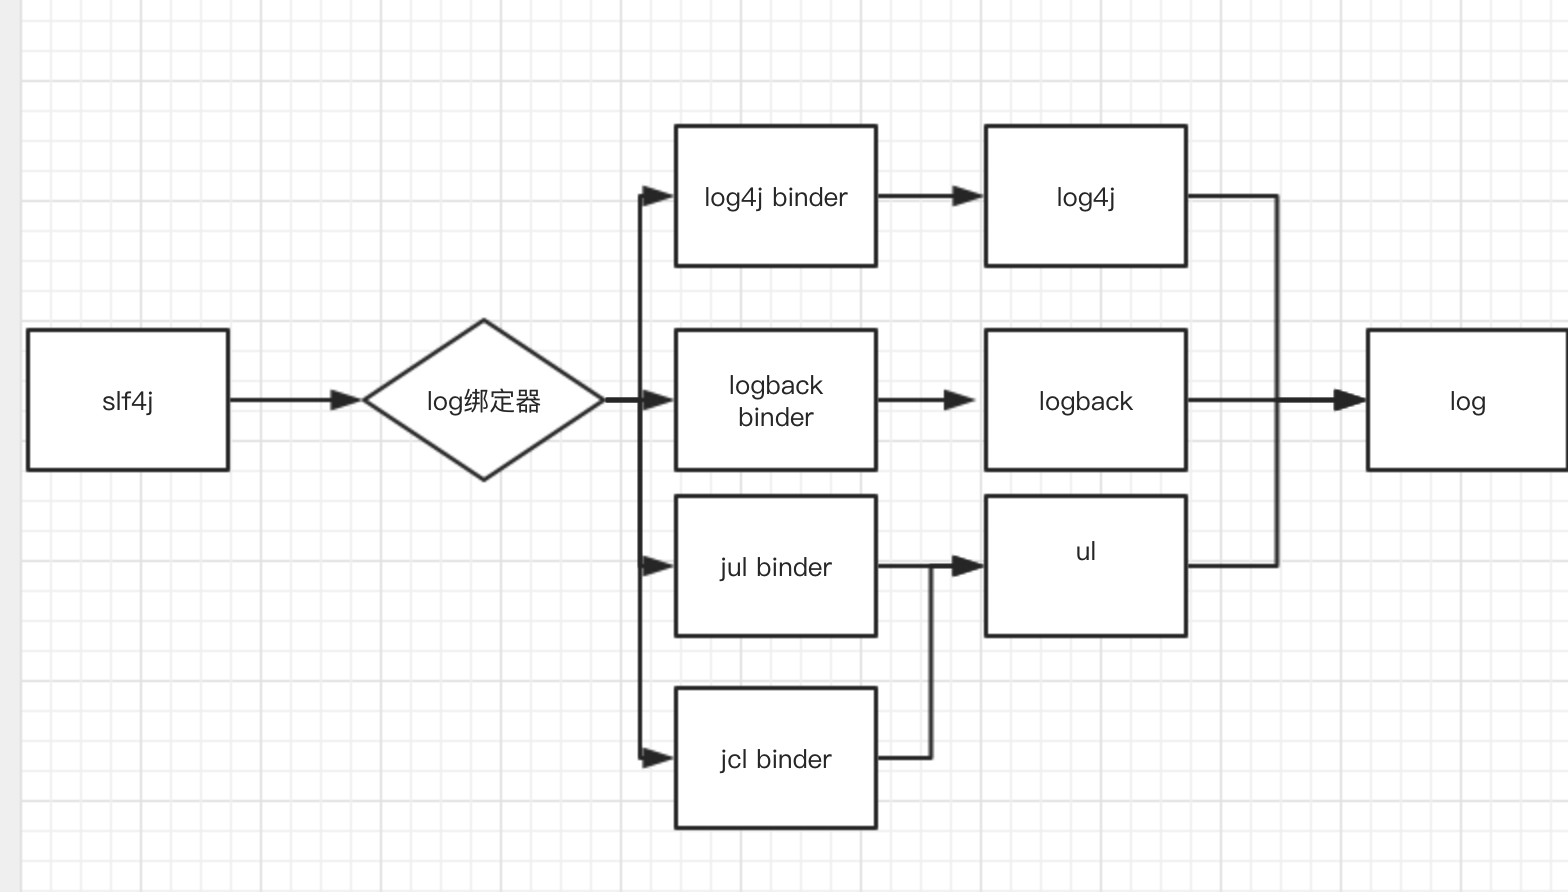 log4j binder
log4j
slf4j
log绑定器
logback
binder
logback
log
jul binder
ul
jcl binder